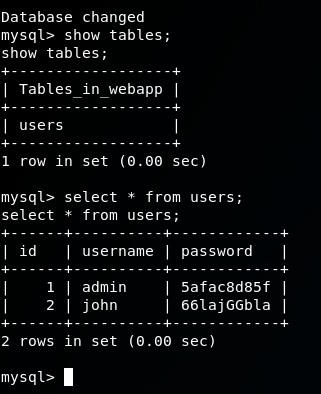 Database changed
mysql> show tables;
show tables;
+------------------+
| Tables_in_webapp |
+------------------+
| users            |
+------------------+
1 row in set (0.00 sec)

mysql> select * from users;
select * from users;
+------+----------+------------+
| id   | username | password   |
+------+----------+------------+
|    1 | admin    | 5afac8d85f |
|    2 | john     | 66lajGGbla |
+------+----------+------------+
2 rows in set (0.00 sec)

mysql>